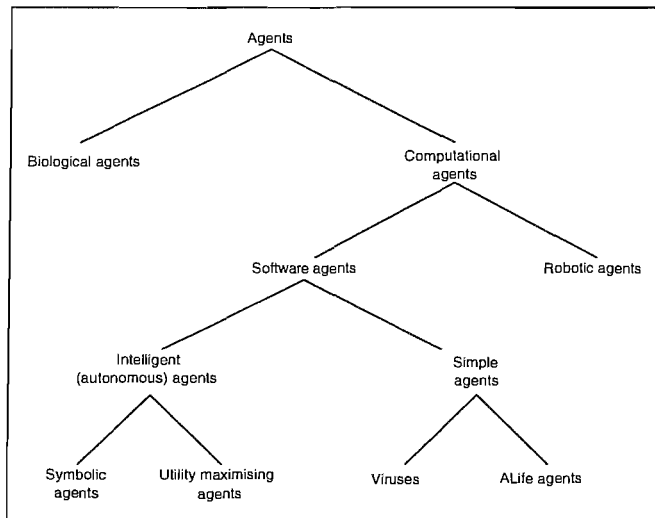 Agents
Biological agents
Computational
agents
Software agents
Robotic agents
Intelligent
(autonomous) agents
Simple
agents
Symbolic
agents
Utility maximising
agents
Viruses
ALife agents